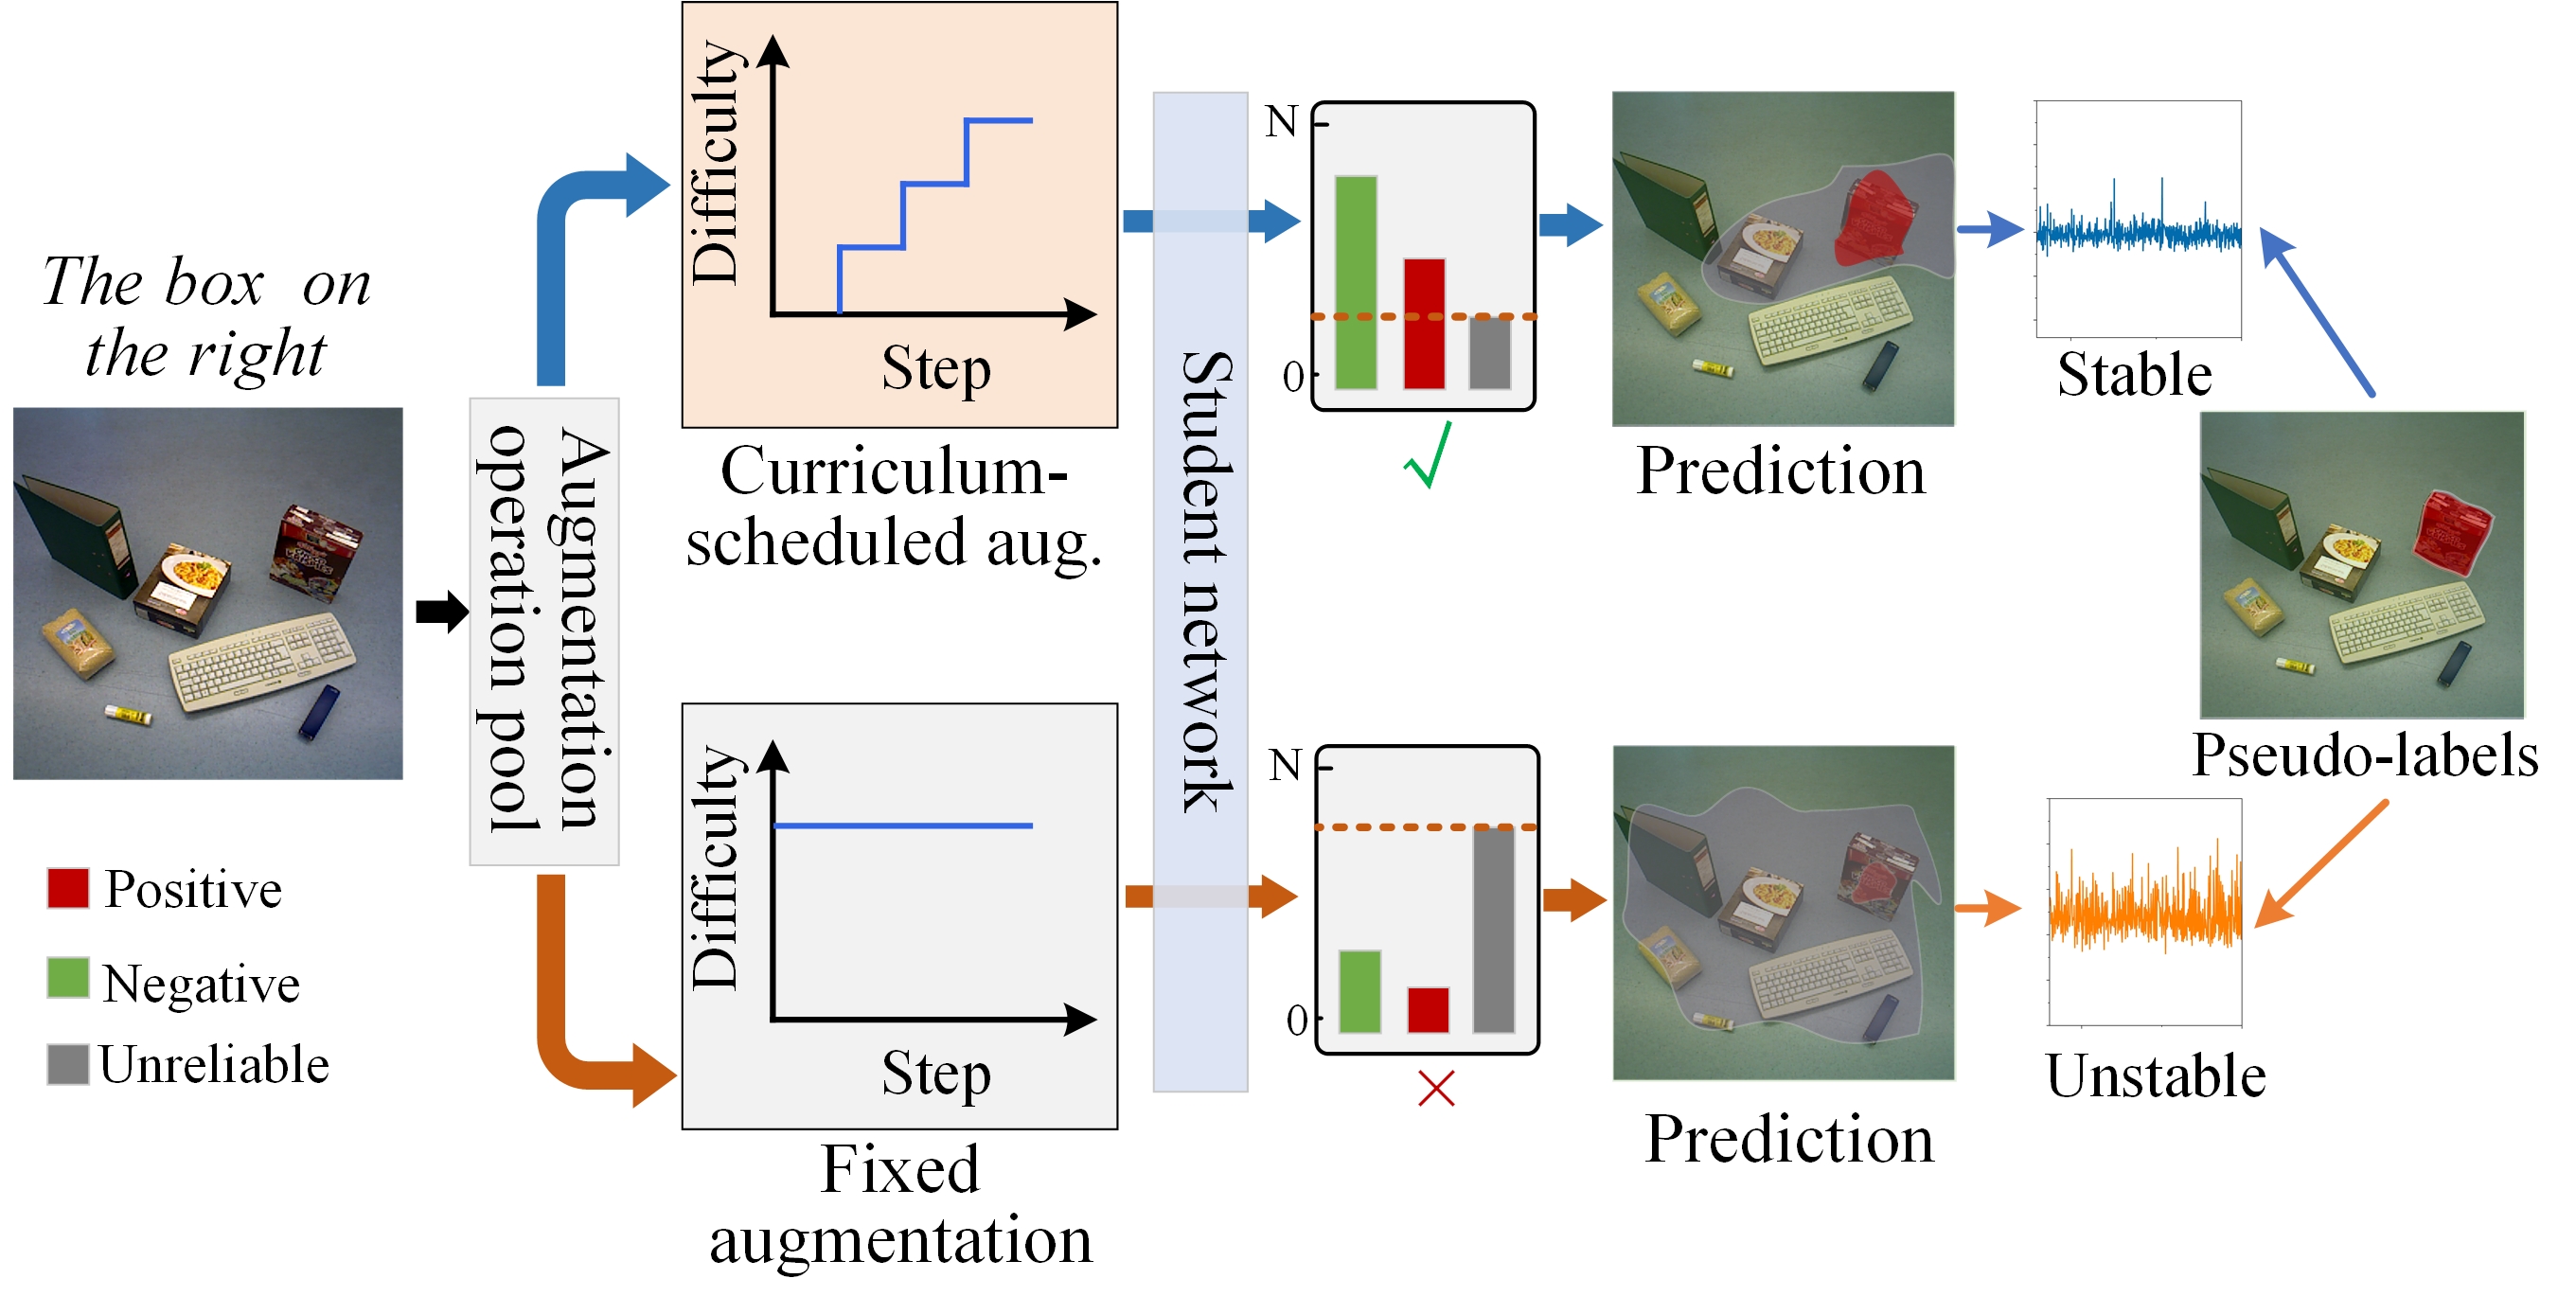 The box on
the right
Augmentation
operation pool
Positive
Negative
Unreliable
Difficulty
Step
Curriculum-
scheduled aug.
Difficulty
Step
Fixed
augmentation
Student network
N
0
√
N
0
×
Prediction
Prediction
Stable
Pseudo-labels
Unstable